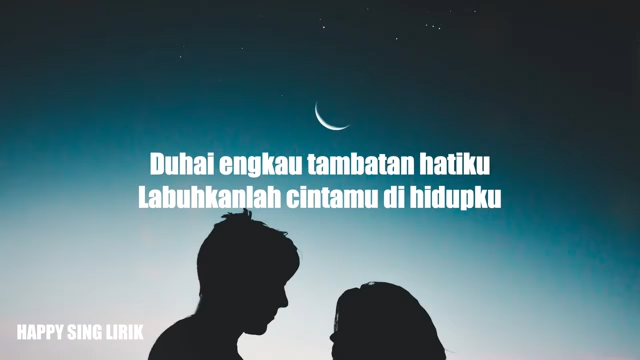 Duhai engkau tambatan hatiku
Labuhkanlah cintamu di hidupku
HAPPY SING LIRIK